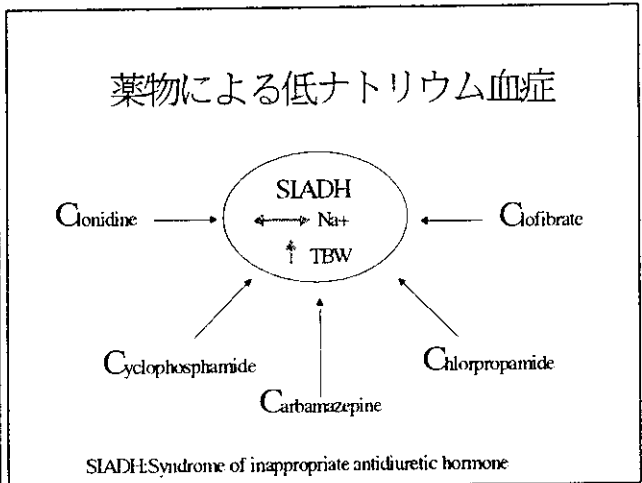 薬物による低ナトリウム血症
SIADH
Clonidine
Na+
Clofibrate
TBW
Cyclophosphamide
Chlorpropamide
Carbamazepine
SIADH:Syndrome of inappropriate antidiuretic hormone